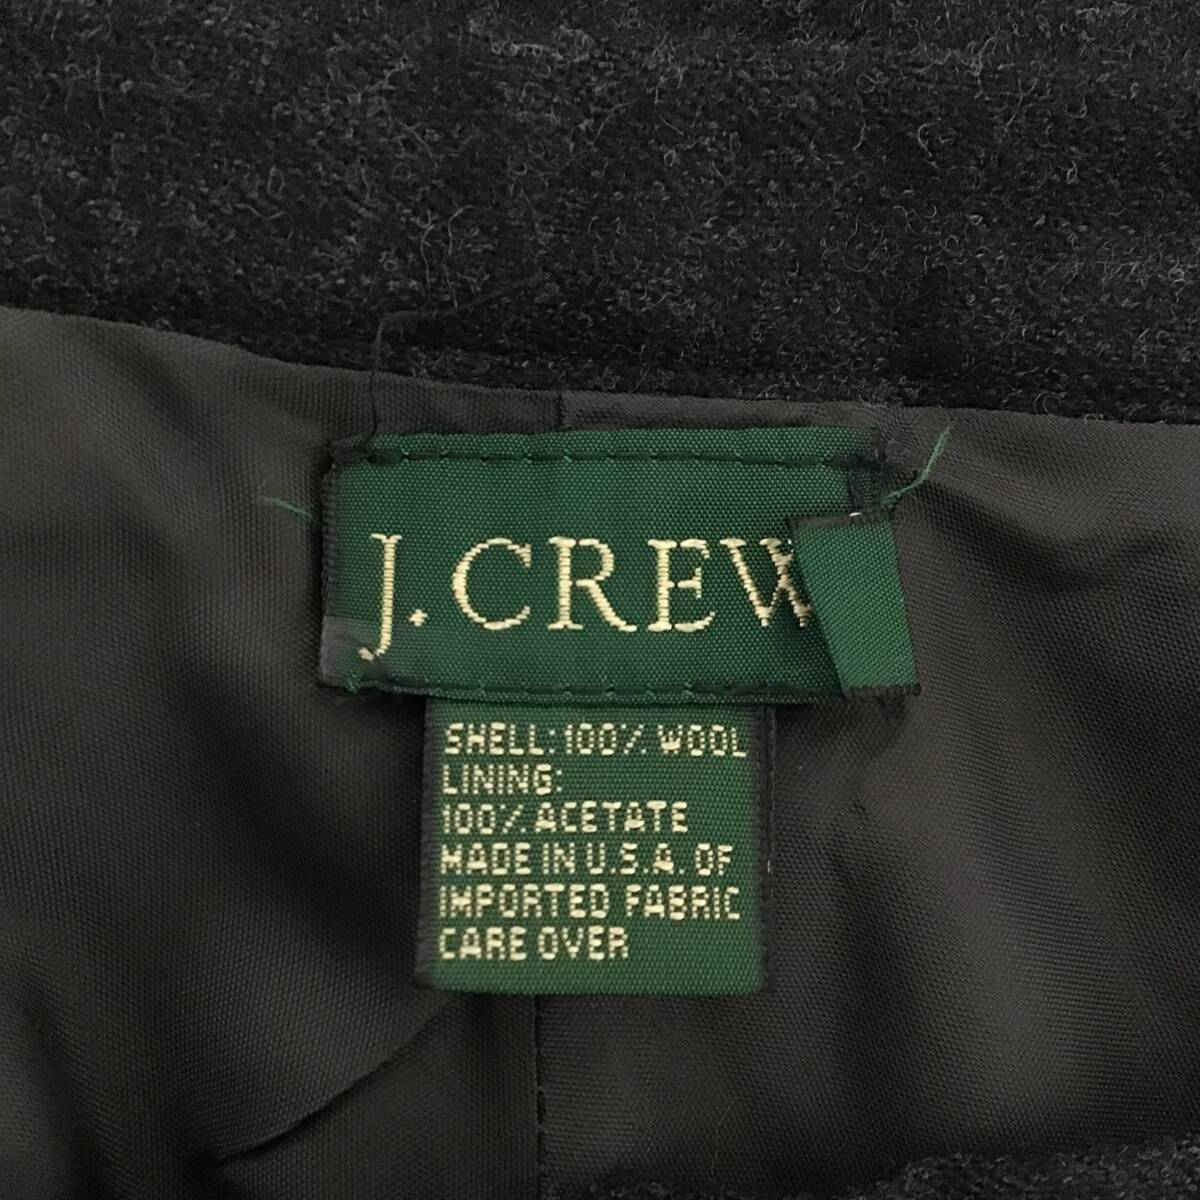 J.CREW
SHELL: 100% WOOL
LINING:
100% ACETATE
MADE IN U.S.A. OF
IMPORTED FABRIC
CARE OVER